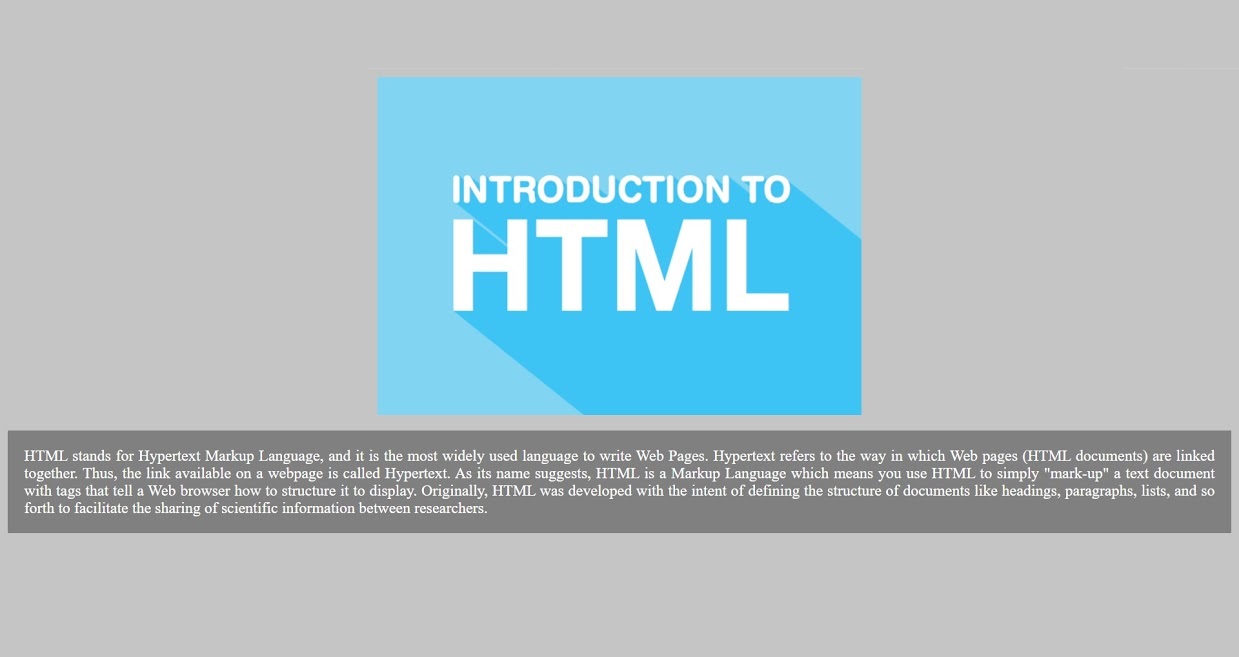 INTRODUCTION TO
HTML
HTML stands for Hypertext Markup Language, and it is the most widely used language to write Web Pages. Hypertext refers to the way in which Web pages (HTML documents) are linked
together. Thus, the link available on a webpage is called Hypertext. As its name suggests, HTML is a Markup Language which means you use HTML to simply "mark-up" a text document
with tags that tell a Web browser how to structure it to display. Originally, HTML was developed with the intent of defining the structure of documents like headings, paragraphs, lists, and so
forth to facilitate the sharing of scientific information between researchers.